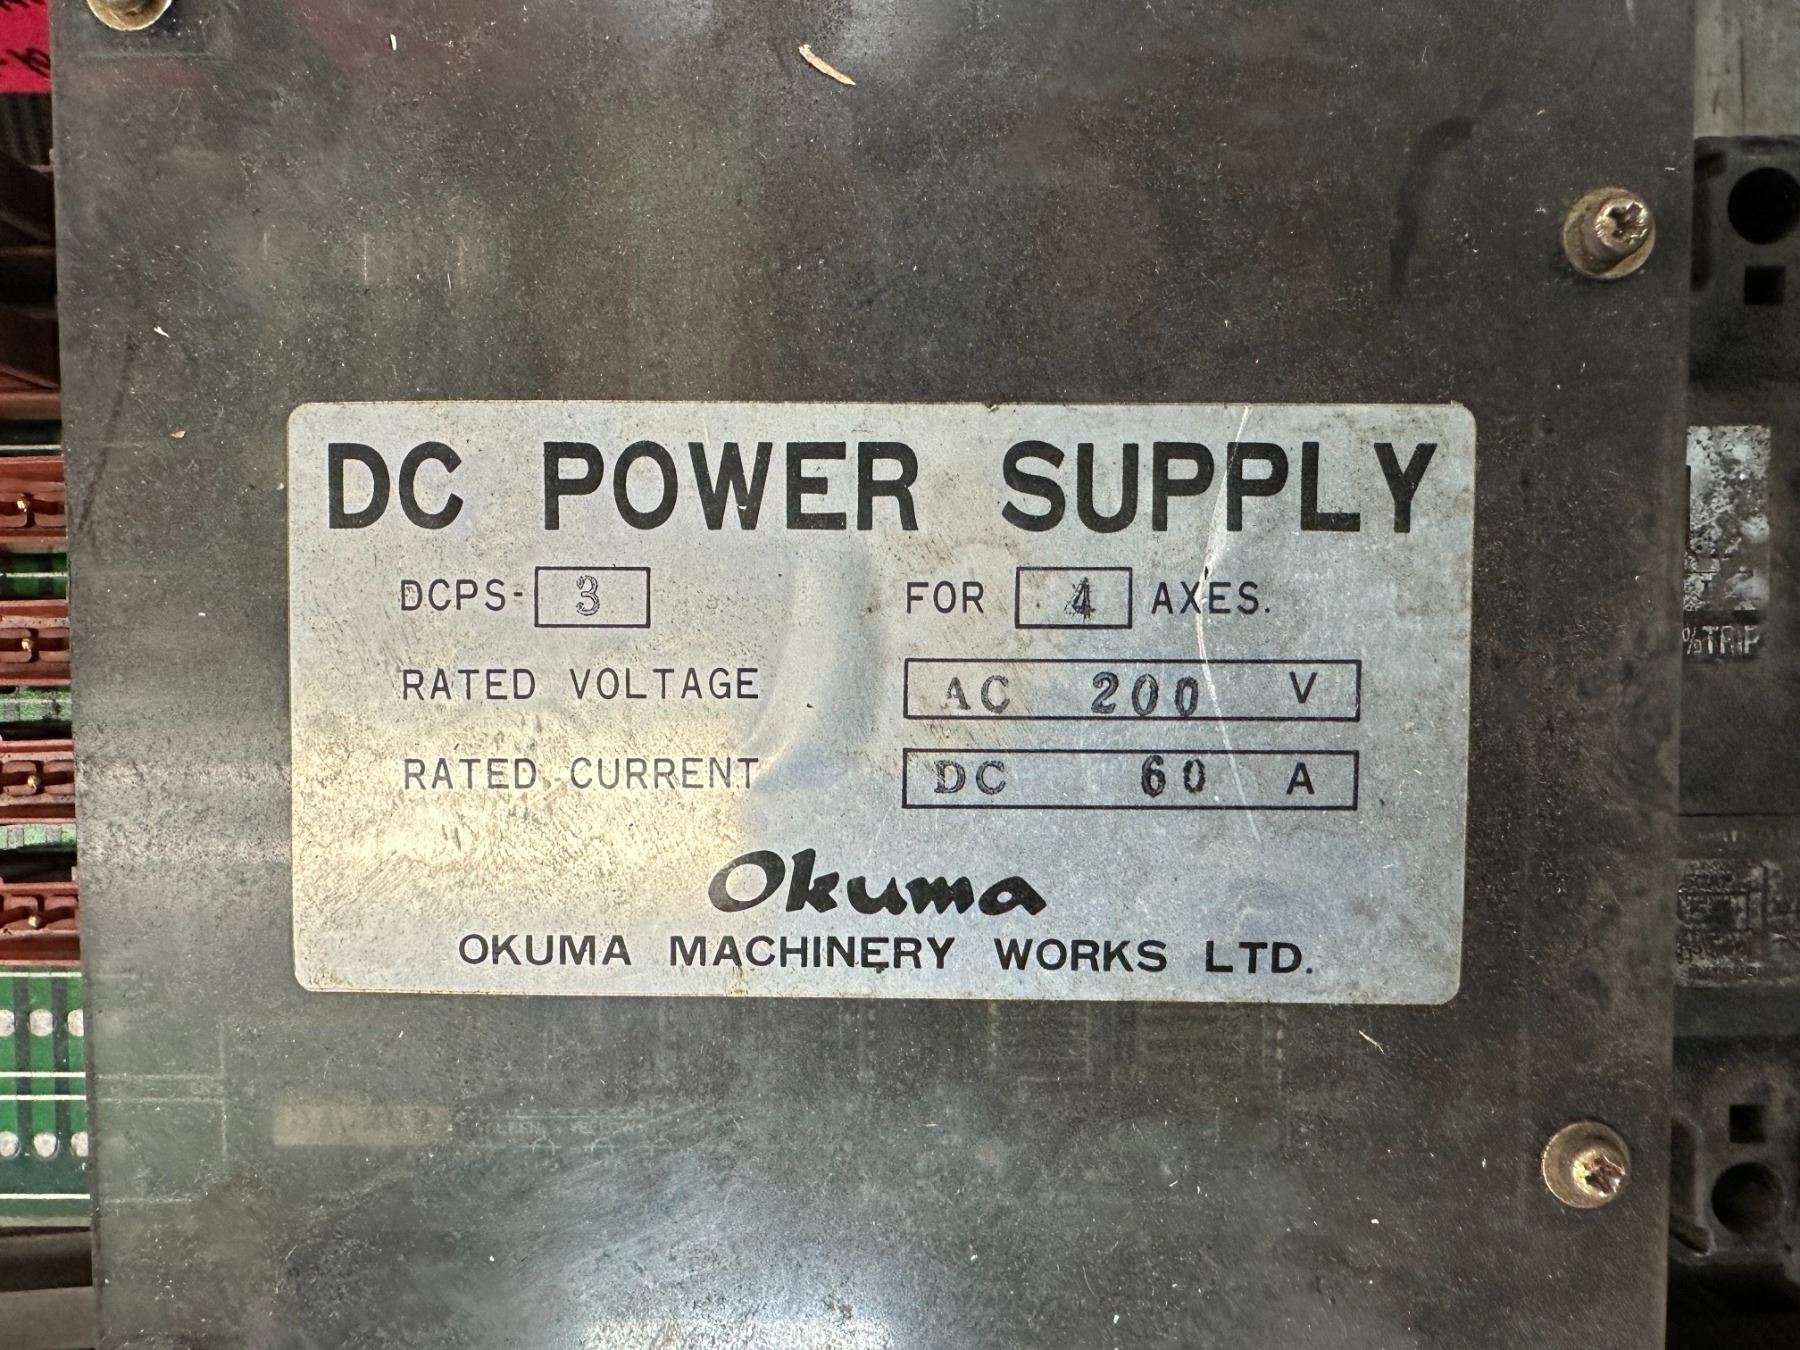 DC POWER SUPPLY
DCPS-3 FOR 4 AXES.
RATED VOLTAGE AC 200 V
RATED CURRENT DC 60 A
Okuma
OKUMA MACHINERY WORKS LTD.
%TRIP